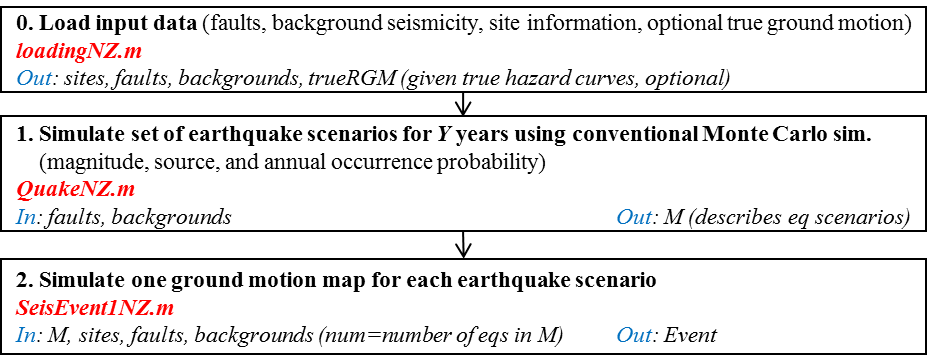 0. Load input data (faults, background seismicity, site information, optional true ground motion)
loadingNZ.m
Out: sites, faults, backgrounds, trueRGM (given true hazard curves, optional)
1. Simulate set of earthquake scenarios for Y years using conventional Monte Carlo sim.
(magnitude, source, and annual occurrence probability)
QuakeNZ.m
In: faults, backgrounds Out: M (describes eq scenarios)
2. Simulate one ground motion map for each earthquake scenario
SeisEvent1NZ.m
In: M, sites, faults, backgrounds (num=number of eqs in M) Out: Event